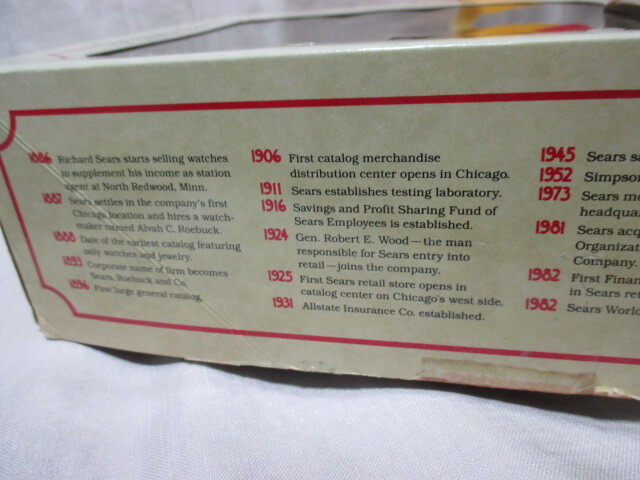 1886 Richard Sears starts selling watches
to supplement his income as station
agent at North Redwood, Minn.
1887 Sears settles in the company's first
Chicago location and hires a watch-
maker named Alvah C. Roebuck.
1888 Date of the earliest catalog featuring
only watches and jewelry.
1893 Corporate name of firm becomes
Sears, Roebuck and Co.
1896 First large general catalog.
1906 First catalog merchandise
distribution center opens in Chicago.
1911 Sears establishes testing laboratory.
1916 Savings and Profit Sharing Fund of
Sears Employees is established.
1924 Gen. Robert E. Wood—the man
responsible for Sears entry into
retail—joins the company.
1925 First Sears retail store opens in
catalog center on Chicago's west side.
1931 Allstate Insurance Co. established.
1945 Sears sa
1952 Simpson
1973 Sears mo
headqua
1981 Sears acq
Organizat
Company.
1982 First Finan
in Sears re
1982 Sears World